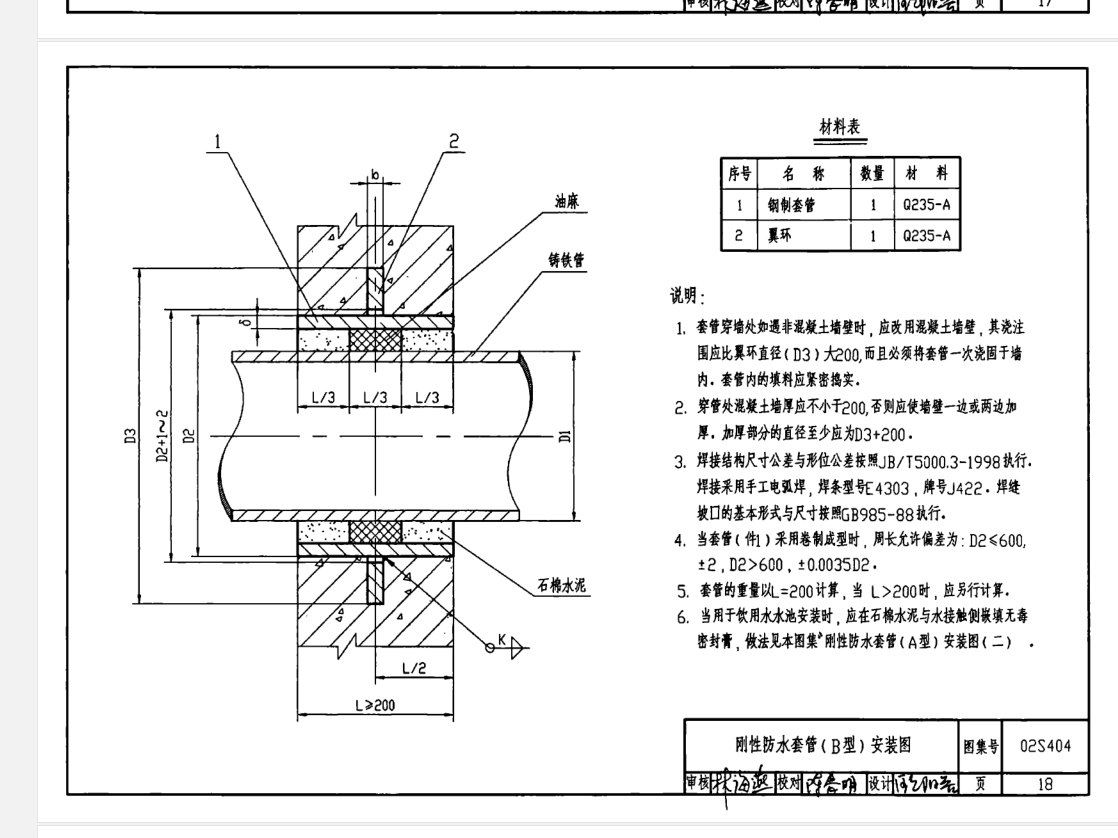 审核 校对 设计 页 17
1
2
b
油麻
铸铁管
δ
L/3 L/3 L/3
D3
D2+1~2
D2
D1
石棉水泥
K
L/2
L≥200
材料表
序号 名 称 数量 材 料
1 钢制套管 1 Q235-A
2 翼环 1 Q235-A
说明：
1. 套管穿墙处如遇非混凝土墙壁时，应改用混凝土墙壁，其浇注
围应比翼环直径(D3)大200,而且必须将套管一次浇固于墙
内．套管内的填料应紧密捣实．
2. 穿管处混凝土墙厚应不小于200,否则应使墙壁一边或两边加
厚．加厚部分的直径至少应为D3+200．
3. 焊接结构尺寸公差与形位公差按照JB/T5000.3-1998执行．
焊接采用手工电弧焊，焊条型号E4303，牌号J422．焊缝
坡口的基本形式与尺寸按照GB985-88执行．
4. 当套管(件1)采用卷制成型时，周长允许偏差为：D2≤600,
±2，D2>600，±0.0035D2．
5. 套管的重量以L=200计算，当 L>200时，应另行计算．
6. 当用于饮用水水池安装时，应在石棉水泥与水接触侧嵌填无毒
密封膏，做法见本图集"刚性防水套管(A型)安装图(二) ．
刚性防水套管(B型)安装图 图集号 02S404
审核 校对 设计 页 18